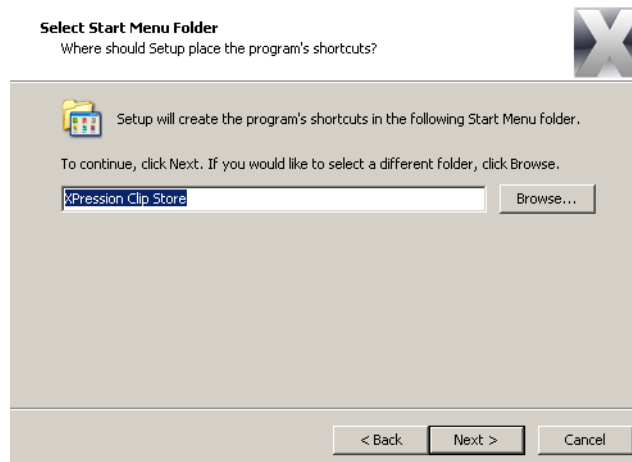 Select Start Menu Folder
Where should Setup place the program's shortcuts?
X
Setup will create the program's shortcuts in the following Start Menu folder.
To continue, click Next. If you would like to select a different folder, click Browse.
XPression Clip Store
Browse...
< Back
Next >
Cancel